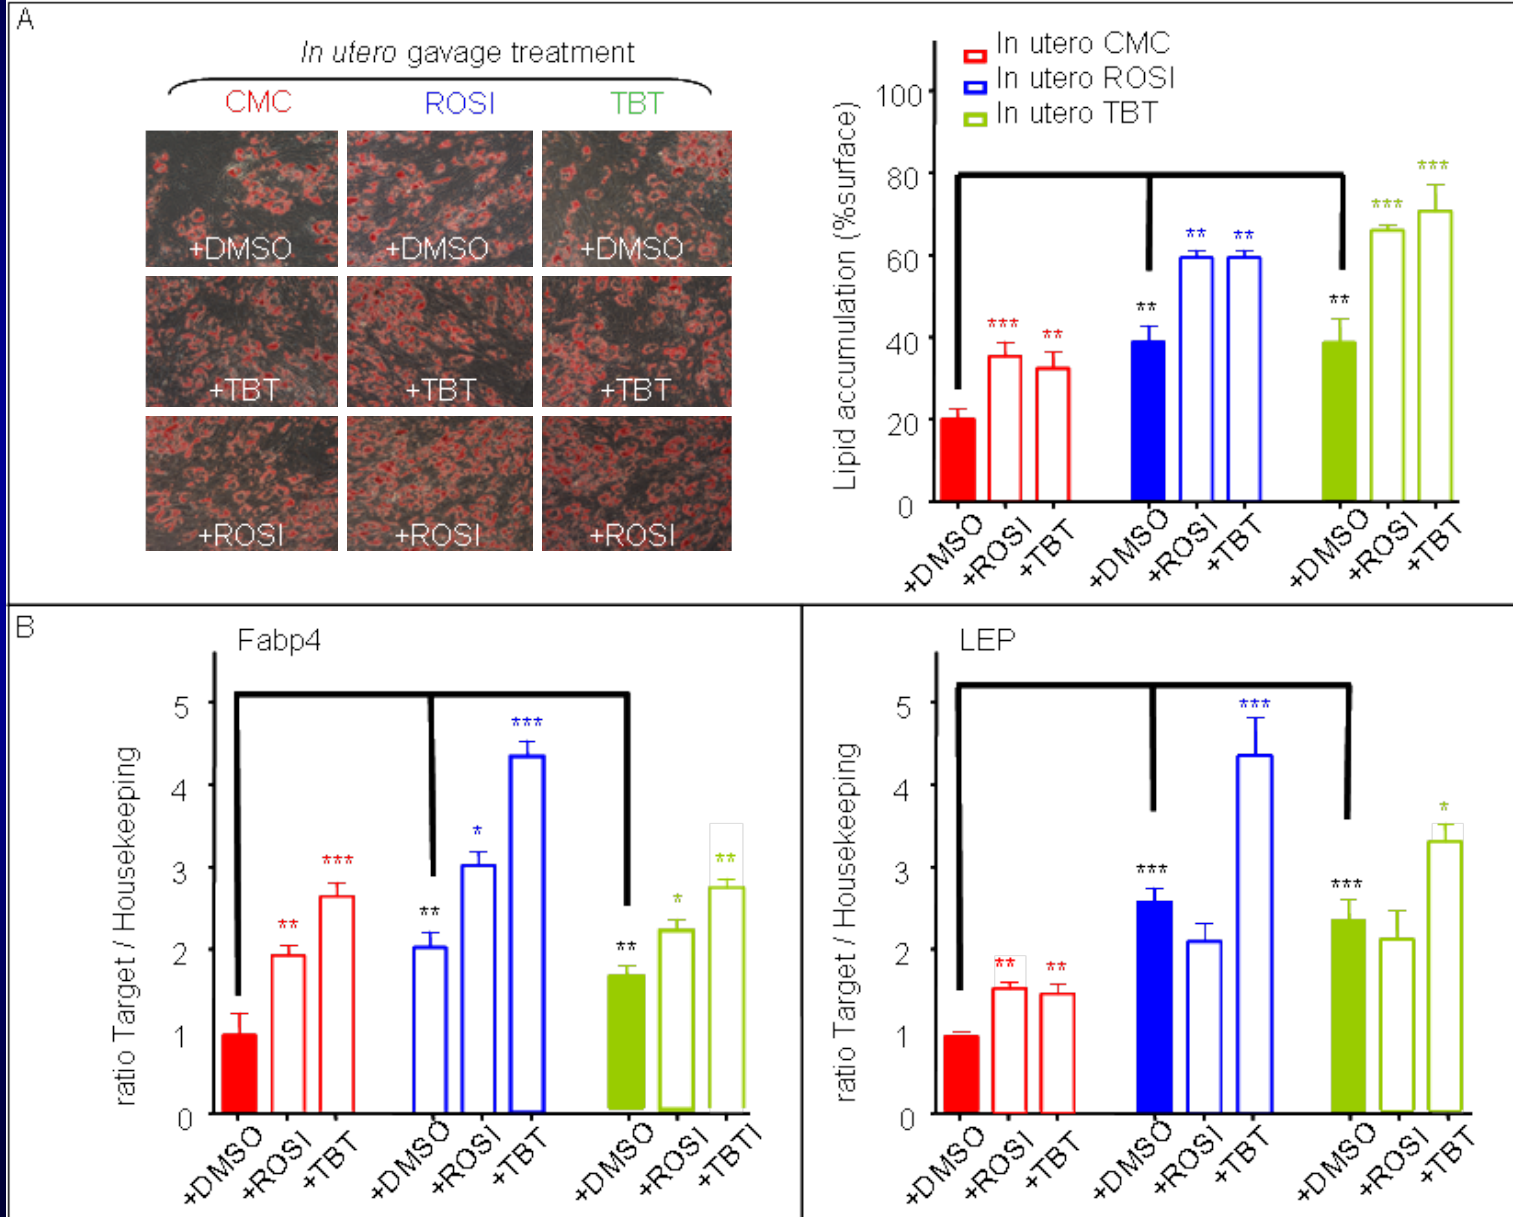 A
In utero gavage treatment
CMC ROSI TBT
+DMSO +DMSO +DMSO
+TBT +TBT +TBT
+ROSI +ROSI +ROSI
In utero CMC
In utero ROSI
In utero TBT
Lipid accumulation (%surface)
100
80
60
40
20
0
*** **
** ** **
** *** ***
+DMSO +ROSI +TBT +DMSO +ROSI +TBT +DMSO +ROSI +TBT
B
Fabp4
ratio Target / Housekeeping
5
4
3
2
1
0
** ***
** * ***
** * **
+DMSO +ROSI +TBT +DMSO +ROSI +TBT +DMSO +ROSI +TBTI
LEP
ratio Target / Housekeeping
5
4
3
2
1
0
** **
*** ***
*** *
+DMSO +ROSI +TBT +DMSO +ROSI +TBT +DMSO +ROSI +TBT